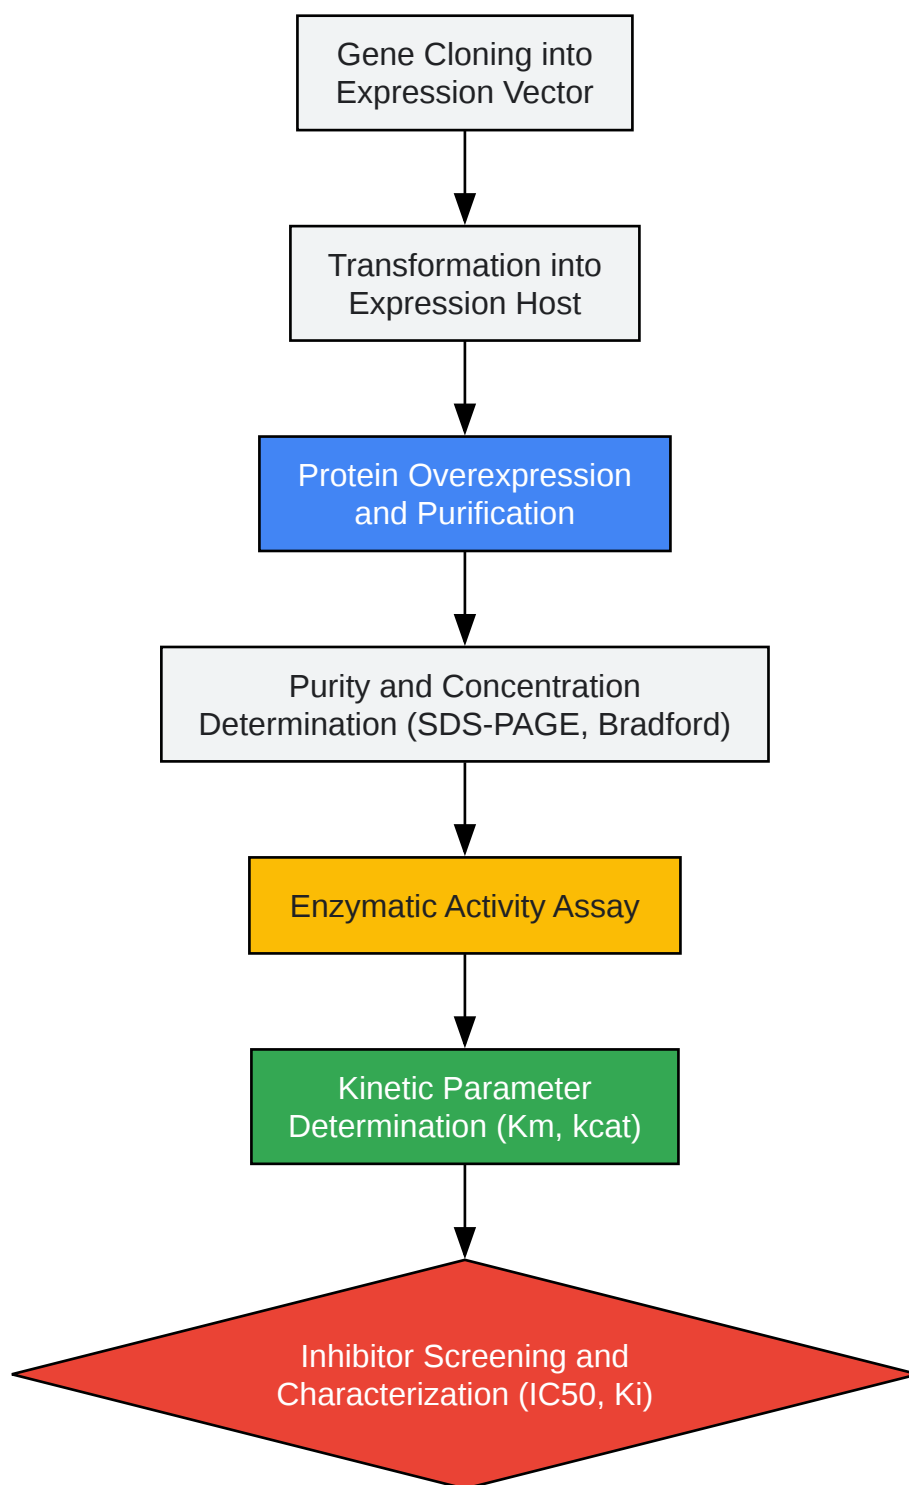 Gene Cloning into
Expression Vector
Transformation into
Expression Host
Protein Overexpression
and Purification
Purity and Concentration
Determination (SDS-PAGE, Bradford)
Enzymatic Activity Assay
Kinetic Parameter
Determination (Km, kcat)
Inhibitor Screening and
Characterization (IC50, Ki)